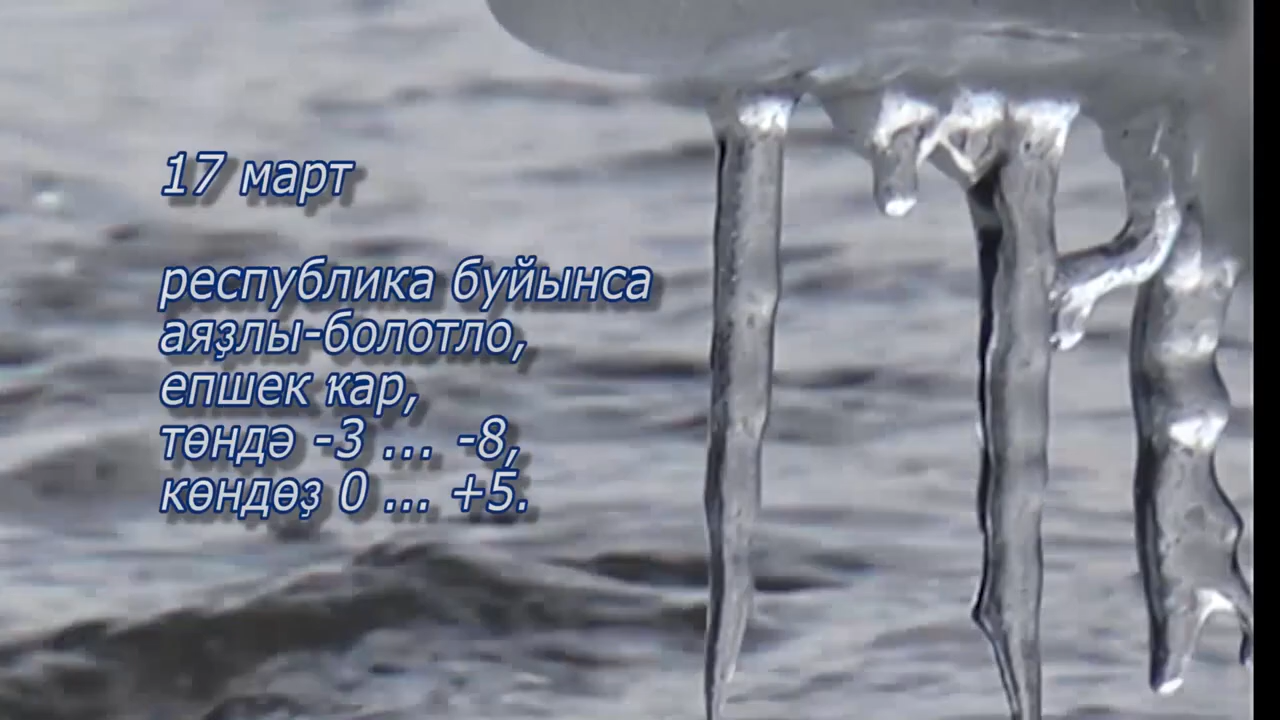 17 март
республика буйынса
аяҙлы-болотло,
епшек ҡар,
төндә -3 ... -8,
көндөҙ 0 ... +5.